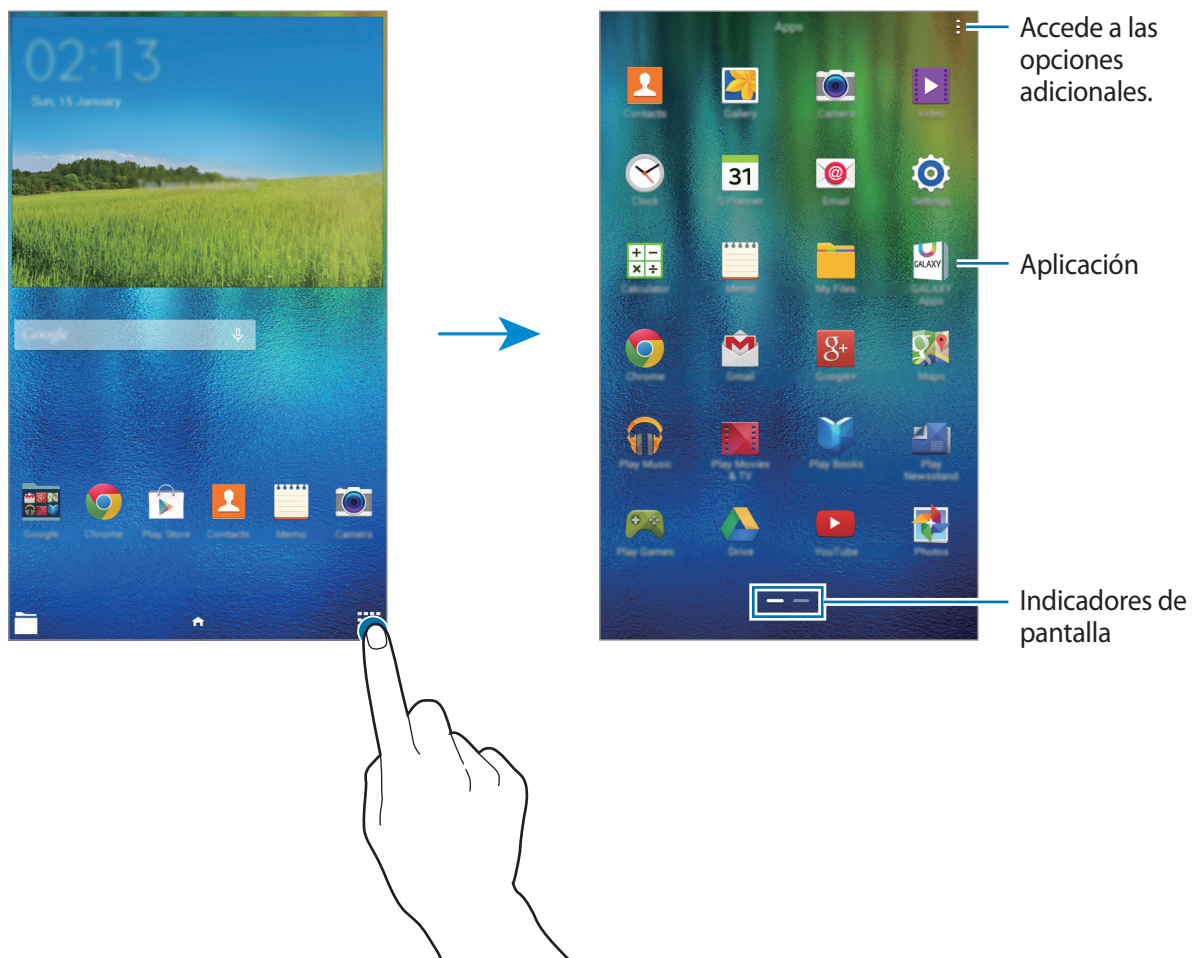 02:13
Sun, 15 January
Google
Google
Chrome
Play Store
Contacts
Memo
Camera
Apps
Contacts
Gallery
Camera
Video
31
Clock
S Planner
Email
Settings
GALAXY
Calculator
Memo
My Files
GALAXY
Apps
Chrome
Gmail
Google+
Maps
Play Music
Play Movies
& TV
Play Books
Play
Newsstand
Play Games
Drive
YouTube
Photos
Accede a las
opciones
adicionales.
Aplicación
Indicadores de
pantalla